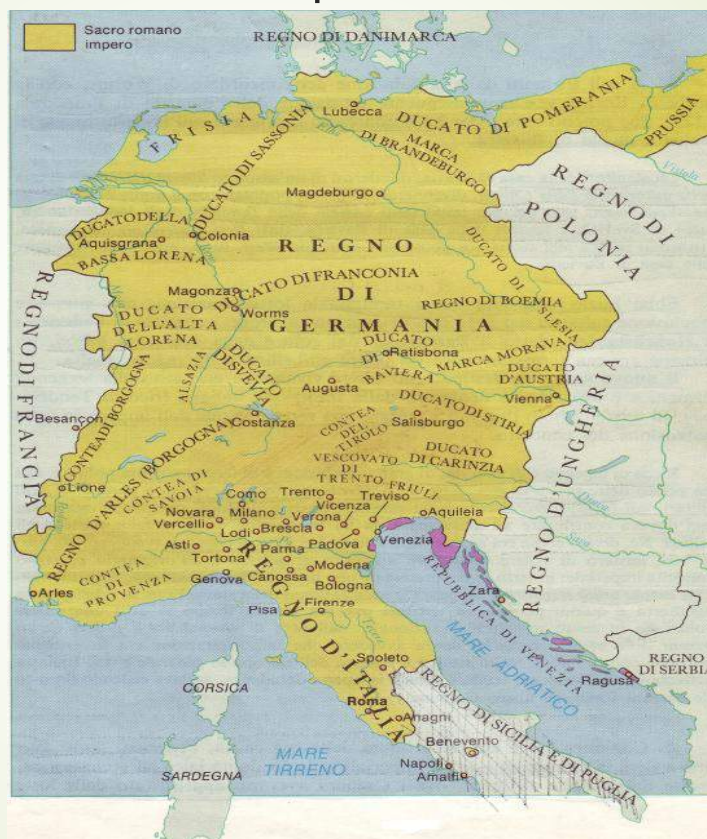 Sacro romano
impero
REGNO DI DANIMARCA
Lubecca
DUCATO DI POMERANIA
PRUSSIA
FRISIA
DUCATO DI SASSONIA
MARCA
DI BRANDEBURGO
Elba
Vistola
Magdeburgo
REGNO DI
POLONIA
DUCATO DELLA
BASSA LORENA
Aquisgrana
Colonia
Reno
REGNO
DI
GERMANIA
DUCATO DI
SLESIA
Magonza
DUCATO DI FRANCONIA
Worms
REGNO DI BOEMIA
DUCATO
DELL'ALTA
LORENA
Mosa
REGNO DI FRANCIA
ALSAZIA
DUCATO
DI SVEVIA
DUCATO
DI
BAVIERA
Ratisbona
MARCA MORAVA
DUCATO
D'AUSTRIA
Augusta
Vienna
Besançon
CONTEA DI BORGOGNA
Costanza
CONTEA
DEL
TIROLO
Salisburgo
DUCATO DI STIRIA
VESCOVATO
DI
TRENTO
DUCATO
DI CARINZIA
REGNO D'UNGHERIA
Lione
REGNO D'ARLES (BORGOGNA)
CONTEA DI
SAVOIA
FRIULI
Drava
Sava
Como
Trento
Treviso
Novara
Milano
Verona
Vicenza
Aquileia
Vercelli
Lodi
Brescia
Padova
Venezia
Asti
Tortona
Parma
Modena
Genova
Canossa
Bologna
CONTEA
DI
PROVENZA
Arles
Pisa
Firenze
REGNO D'ITALIA
Zara
REPUBBLICA DI VENEZIA
MARE ADRIATICO
Tevere
Spoleto
Ragusa
REGNO
DI SERBIA
CORSICA
Roma
Anagni
REGNO DI SICILIA E DI PUGLIA
Benevento
Napoli
Amalfi
MARE
TIRRENO
SARDEGNA